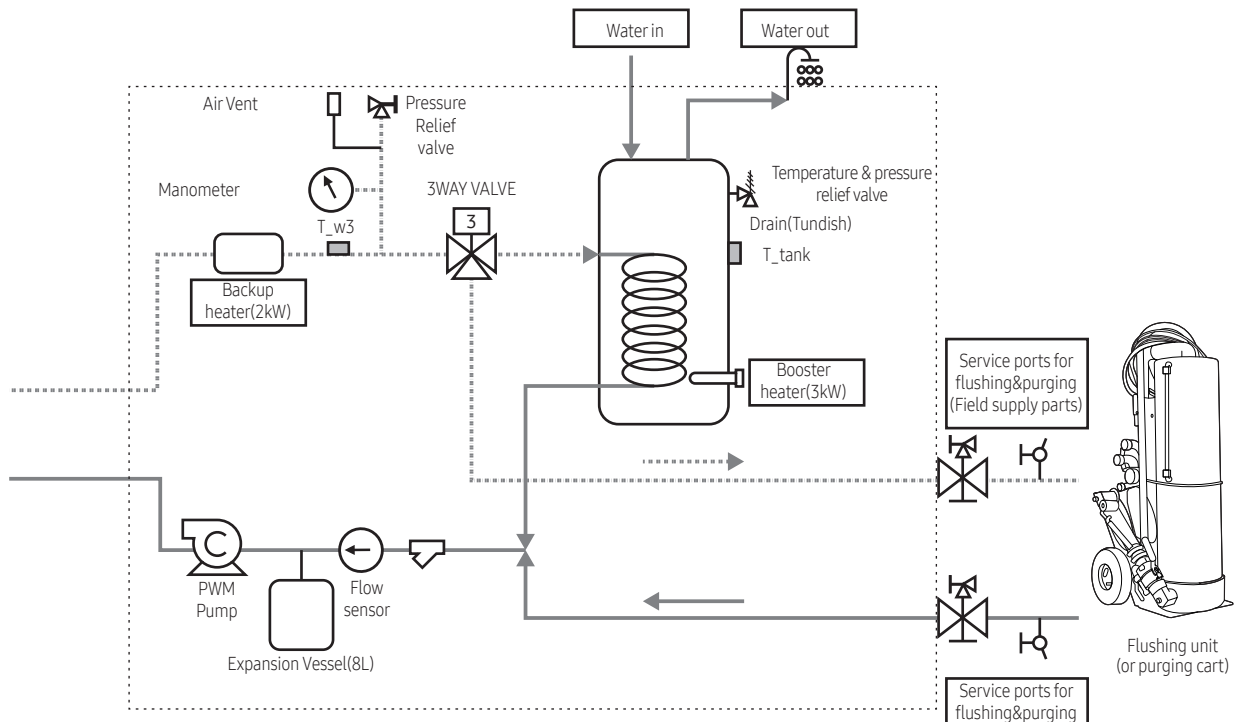 Water in
Water out
Air Vent
Pressure
Relief
valve
Manometer
T_w3
3WAY VALVE
3
Temperature & pressure
relief valve
Drain(Tundish)
T_tank
Backup
heater(2kW)
Booster
heater(3kW)
Service ports for
flushing&purging
(Field supply parts)
C
PWM
Pump
Flow
sensor
Expansion Vessel(8L)
Flushing unit
(or purging cart)
Service ports for
flushing&purging